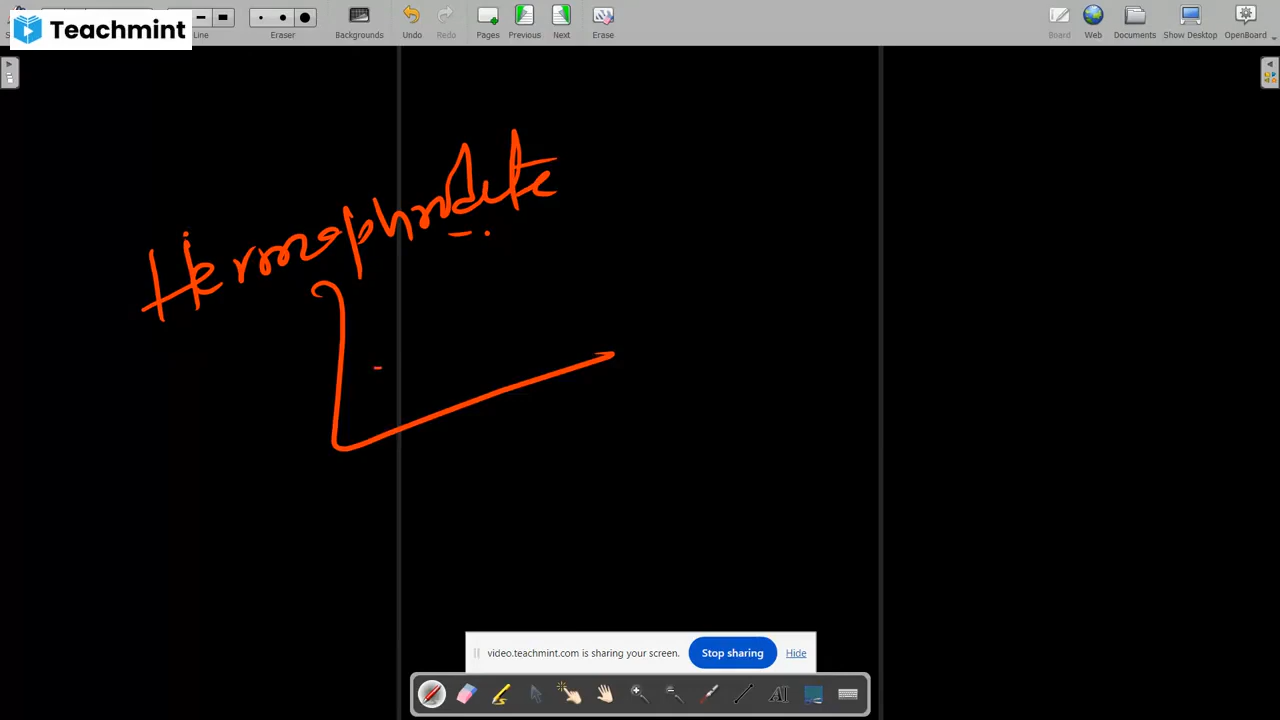 Teachmint
Line
Eraser
Backgrounds
Undo
Redo
Pages
Previous
Next
Erase
Board
Web
Documents
Show Desktop
OpenBoard
Hermaphrodite
video.teachmint.com is sharing your screen.
Stop sharing
Hide